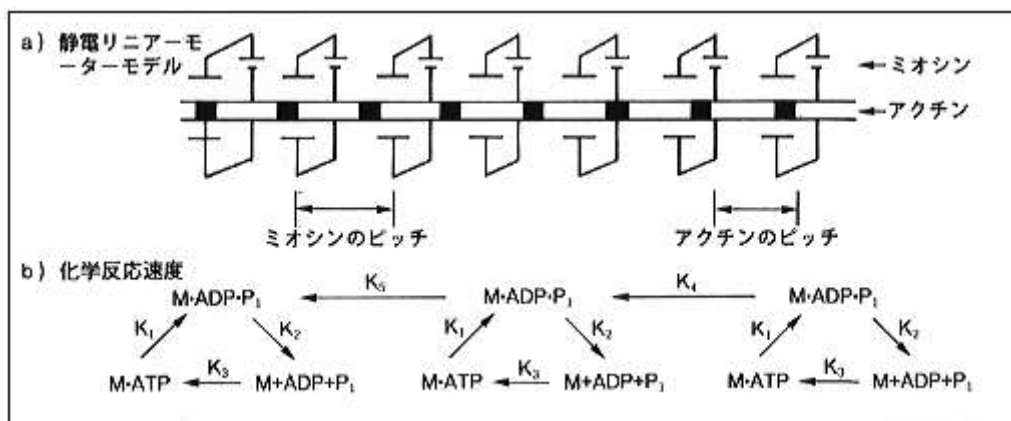 a) 静電リニアーモ
ーターモデル
←ミオシン
←アクチン
ミオシンのピッチ
アクチンのピッチ
b) 化学反応速度
K₅ K₄
M·ADP·P₁ M·ADP·P₁ M·ADP·P₁
K₁ K₂ K₁ K₂ K₁ K₂
K₃ K₃ K₃
M·ATP M+ADP+P₁ M·ATP M+ADP+P₁ M·ATP M+ADP+P₁